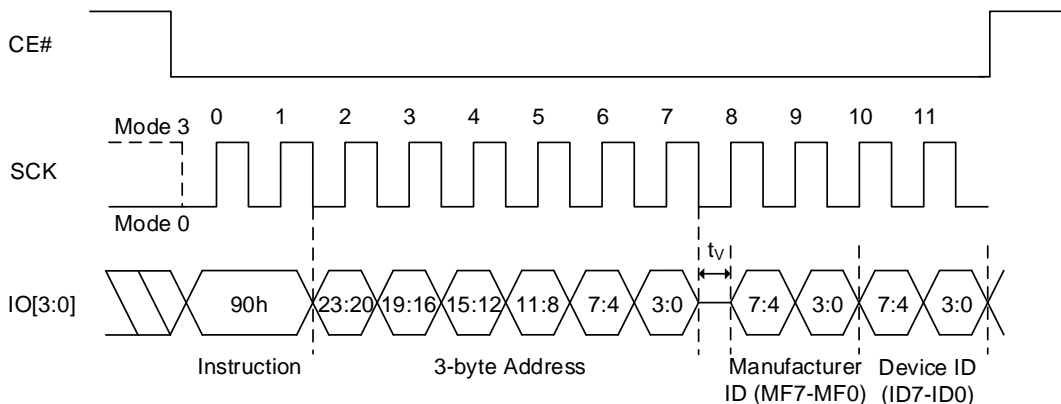 CE#
0 1 2 3 4 5 6 7 8 9 10 11
Mode 3
SCK
Mode 0
tV
IO[3:0] 90h 23:20 19:16 15:12 11:8 7:4 3:0 7:4 3:0 7:4 3:0
Instruction 3-byte Address Manufacturer Device ID
ID (MF7-MF0) (ID7-ID0)